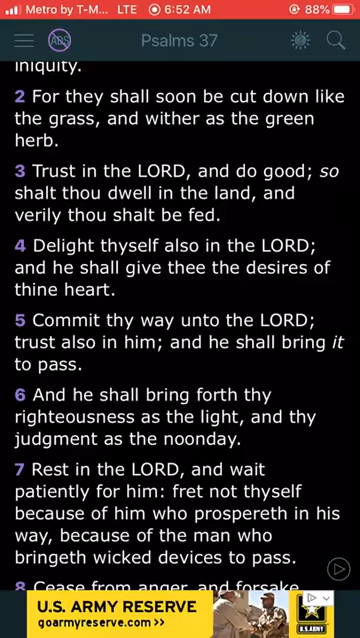 Metro by T-M... LTE 6:52 AM 88%
ADS Psalms 37
iniquity.
2 For they shall soon be cut down like
the grass, and wither as the green
herb.
3 Trust in the LORD, and do good; so
shalt thou dwell in the land, and
verily thou shalt be fed.
4 Delight thyself also in the LORD;
and he shall give thee the desires of
thine heart.
5 Commit thy way unto the LORD;
trust also in him; and he shall bring it
to pass.
6 And he shall bring forth thy
righteousness as the light, and thy
judgment as the noonday.
7 Rest in the LORD, and wait
patiently for him: fret not thyself
because of him who prospereth in his
way, because of the man who
bringeth wicked devices to pass.
8 Cease from anger, and forsake
U.S. ARMY RESERVE
goarmyreserve.com >>
U.S.ARMY